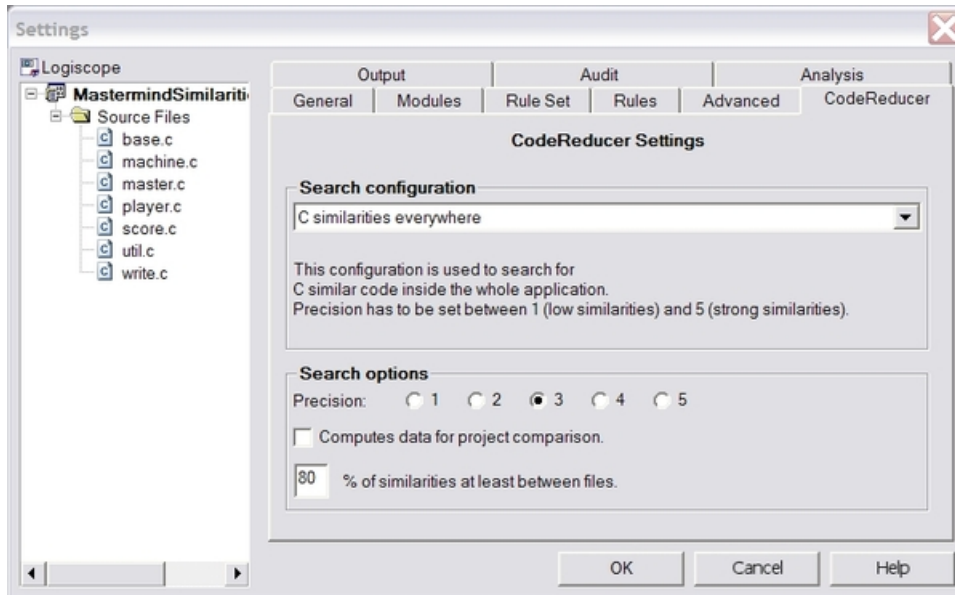 Settings
Logiscope
MastermindSimilariti
Source Files
base.c
machine.c
master.c
player.c
score.c
util.c
write.c
Output Audit Analysis
General Modules Rule Set Rules Advanced CodeReducer
CodeReducer Settings
Search configuration
C similarities everywhere
This configuration is used to search for
C similar code inside the whole application.
Precision has to be set between 1 (low similarities) and 5 (strong similarities).
Search options
Precision: 1 2 3 4 5
Computes data for project comparison.
80 % of similarities at least between files.
OK Cancel Help